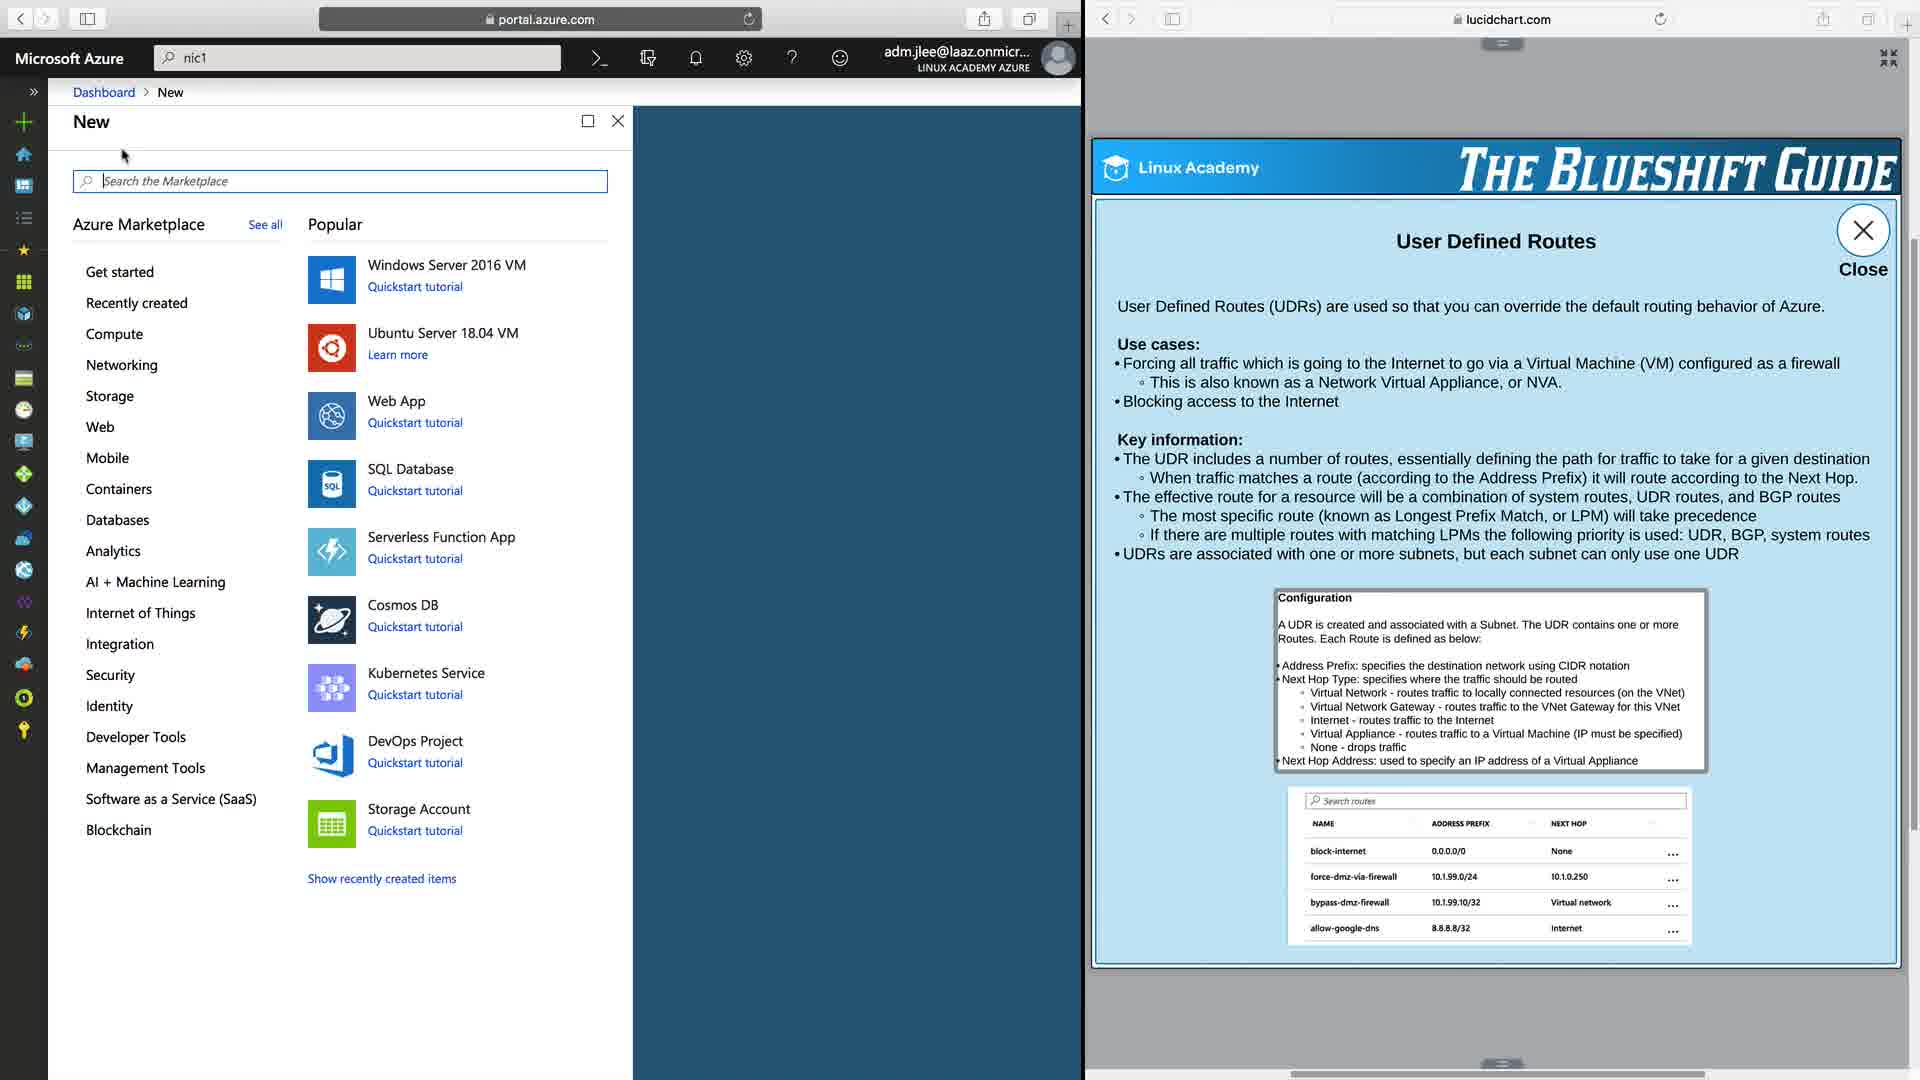 portal.azure.com
Microsoft Azure
nic1
adm.jlee@laaz.onmicr...
LINUX ACADEMY AZURE
Dashboard > New
New
Search the Marketplace
Azure Marketplace
See all
Get started
Recently created
Compute
Networking
Storage
Web
Mobile
Containers
Databases
Analytics
AI + Machine Learning
Internet of Things
Integration
Security
Identity
Developer Tools
Management Tools
Software as a Service (SaaS)
Blockchain
Popular
Windows Server 2016 VM
Quickstart tutorial
Ubuntu Server 18.04 VM
Learn more
Web App
Quickstart tutorial
SQL
SQL Database
Quickstart tutorial
Serverless Function App
Quickstart tutorial
Cosmos DB
Quickstart tutorial
Kubernetes Service
Quickstart tutorial
DevOps Project
Quickstart tutorial
Storage Account
Quickstart tutorial
Show recently created items
lucidchart.com
Linux Academy
THE BLUESHIFT GUIDE
User Defined Routes
Close
User Defined Routes (UDRs) are used so that you can override the default routing behavior of Azure.
Use cases:
• Forcing all traffic which is going to the Internet to go via a Virtual Machine (VM) configured as a firewall
◦ This is also known as a Network Virtual Appliance, or NVA.
• Blocking access to the Internet
Key information:
• The UDR includes a number of routes, essentially defining the path for traffic to take for a given destination
◦ When traffic matches a route (according to the Address Prefix) it will route according to the Next Hop.
• The effective route for a resource will be a combination of system routes, UDR routes, and BGP routes
◦ The most specific route (known as Longest Prefix Match, or LPM) will take precedence
◦ If there are multiple routes with matching LPMs the following priority is used: UDR, BGP, system routes
• UDRs are associated with one or more subnets, but each subnet can only use one UDR
Configuration
A UDR is created and associated with a Subnet. The UDR contains one or more
Routes. Each Route is defined as below:
• Address Prefix: specifies the destination network using CIDR notation
• Next Hop Type: specifies where the traffic should be routed
◦ Virtual Network - routes traffic to locally connected resources (on the VNet)
◦ Virtual Network Gateway - routes traffic to the VNet Gateway for this VNet
◦ Internet - routes traffic to the Internet
◦ Virtual Appliance - routes traffic to a Virtual Machine (IP must be specified)
◦ None - drops traffic
• Next Hop Address: used to specify an IP address of a Virtual Appliance
Search routes
NAME ADDRESS PREFIX NEXT HOP
block-internet 0.0.0.0/0 None ...
force-dmz-via-firewall 10.1.99.0/24 10.1.0.250 ...
bypass-dmz-firewall 10.1.99.10/32 Virtual network ...
allow-google-dns 8.8.8.8/32 Internet ...